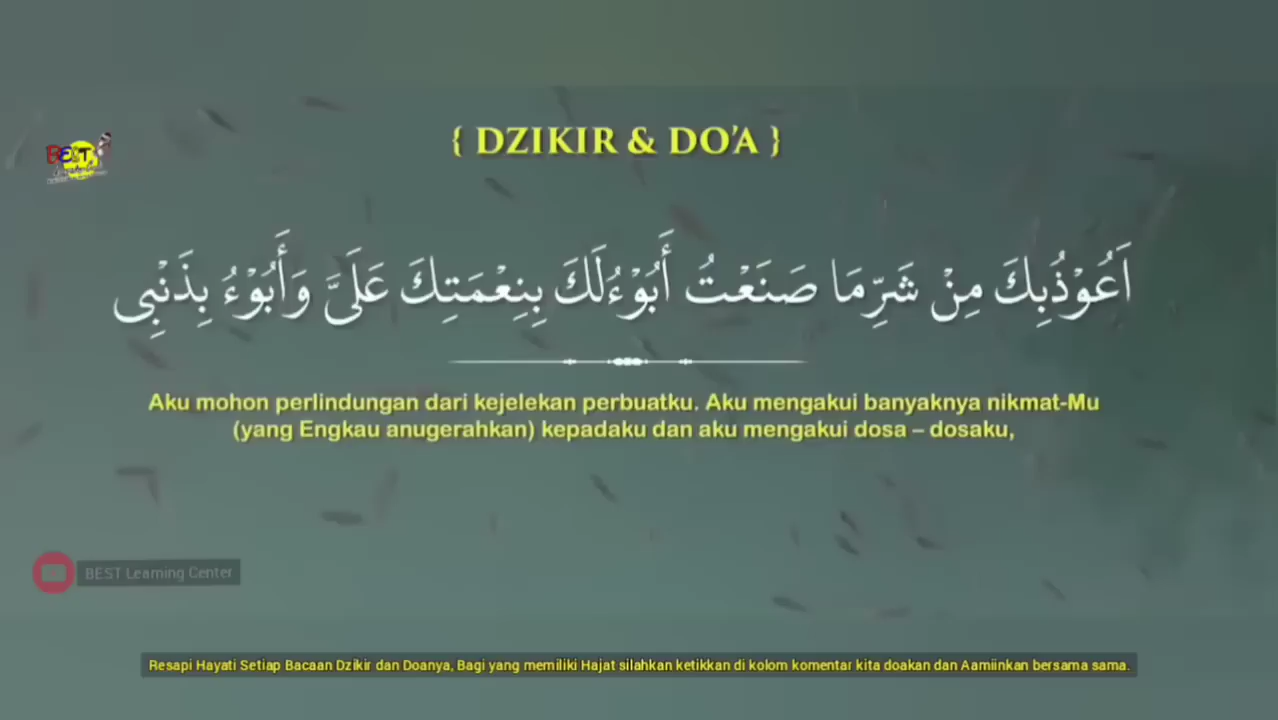 { DZIKIR & DO’A }
BEST
اَعُوْذُبِكَ مِنْ شَرِّمَا صَنَعْتُ أَبُوْءُلَكَ بِنِعْمَتِكَ عَلَيَّ وَأَبُوْءُ بِذَنْبِى
Aku mohon perlindungan dari kejelekan perbuatku. Aku mengakui banyaknya nikmat-Mu
(yang Engkau anugerahkan) kepadaku dan aku mengakui dosa – dosaku,
BEST Learning Center
Resapi Hayati Setiap Bacaan Dzikir dan Doanya, Bagi yang memiliki Hajat silahkan ketikkan di kolom komentar kita doakan dan Aamiinkan bersama sama.